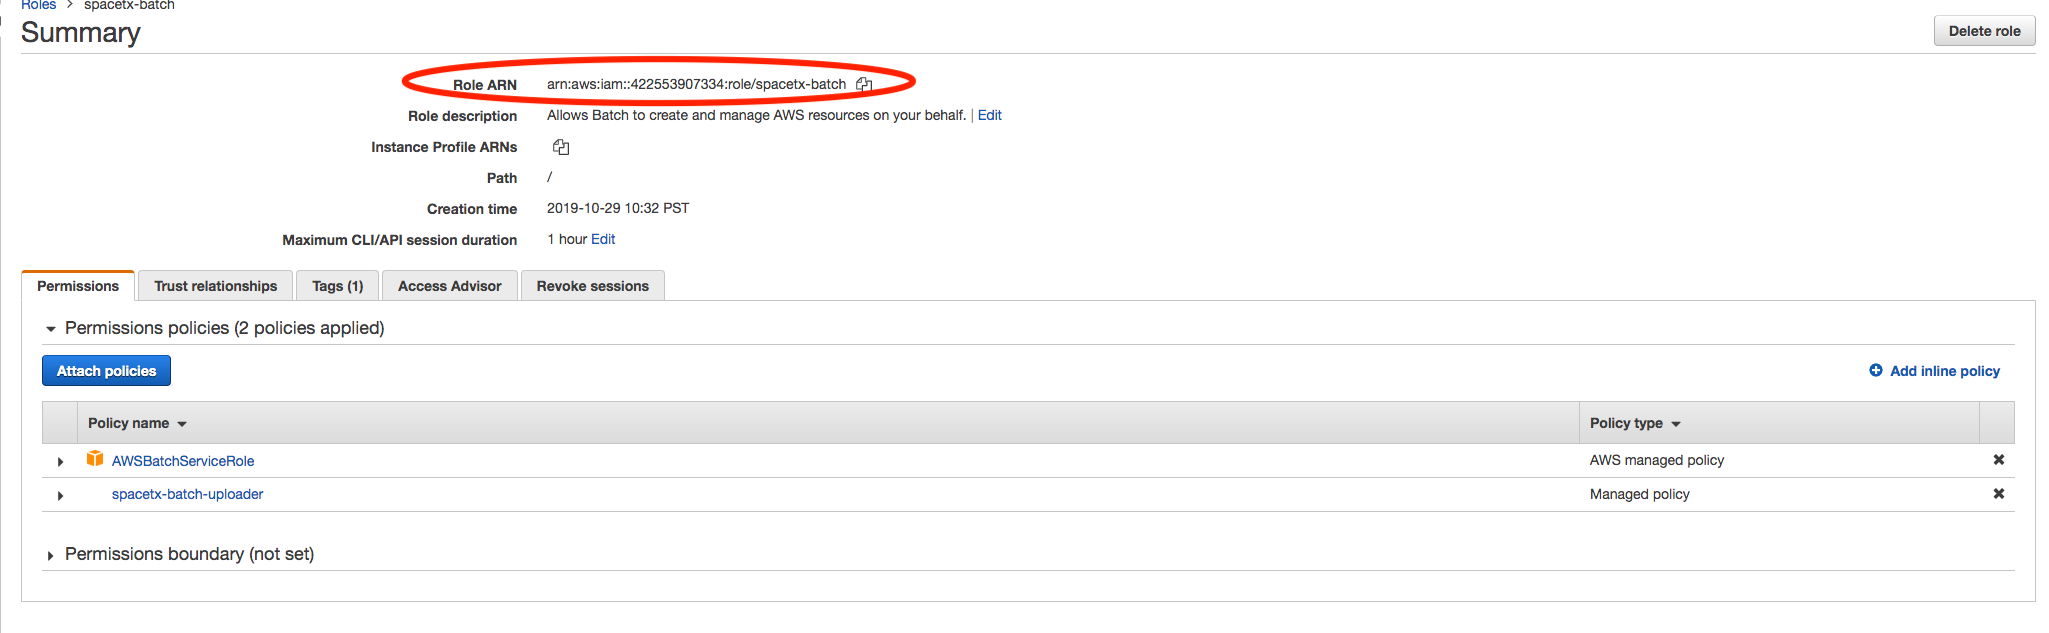 Roles > spacetx-batch
Summary
Delete role
Role ARN arn:aws:iam::422553907334:role/spacetx-batch
Role description Allows Batch to create and manage AWS resources on your behalf. | Edit
Instance Profile ARNs
Path /
Creation time 2019-10-29 10:32 PST
Maximum CLI/API session duration 1 hour Edit
Permissions Trust relationships Tags (1) Access Advisor Revoke sessions
Permissions policies (2 policies applied)
Attach policies Add inline policy
Policy name Policy type
AWSBatchServiceRole AWS managed policy
spacetx-batch-uploader Managed policy
Permissions boundary (not set)